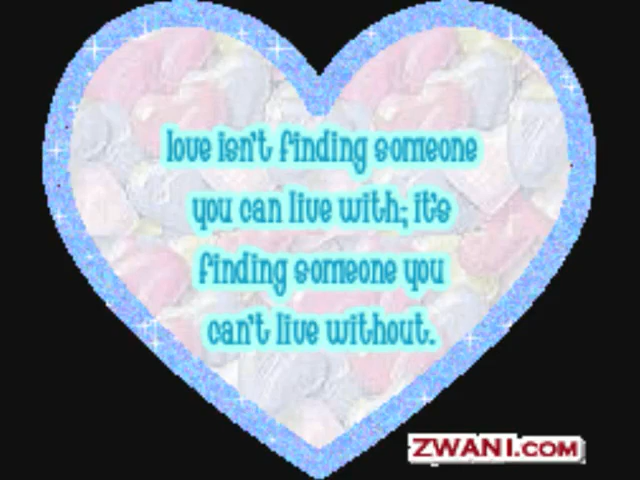 love isn't finding someone
you can live with; it's
finding someone you
can't live without.
ZWANI.COM